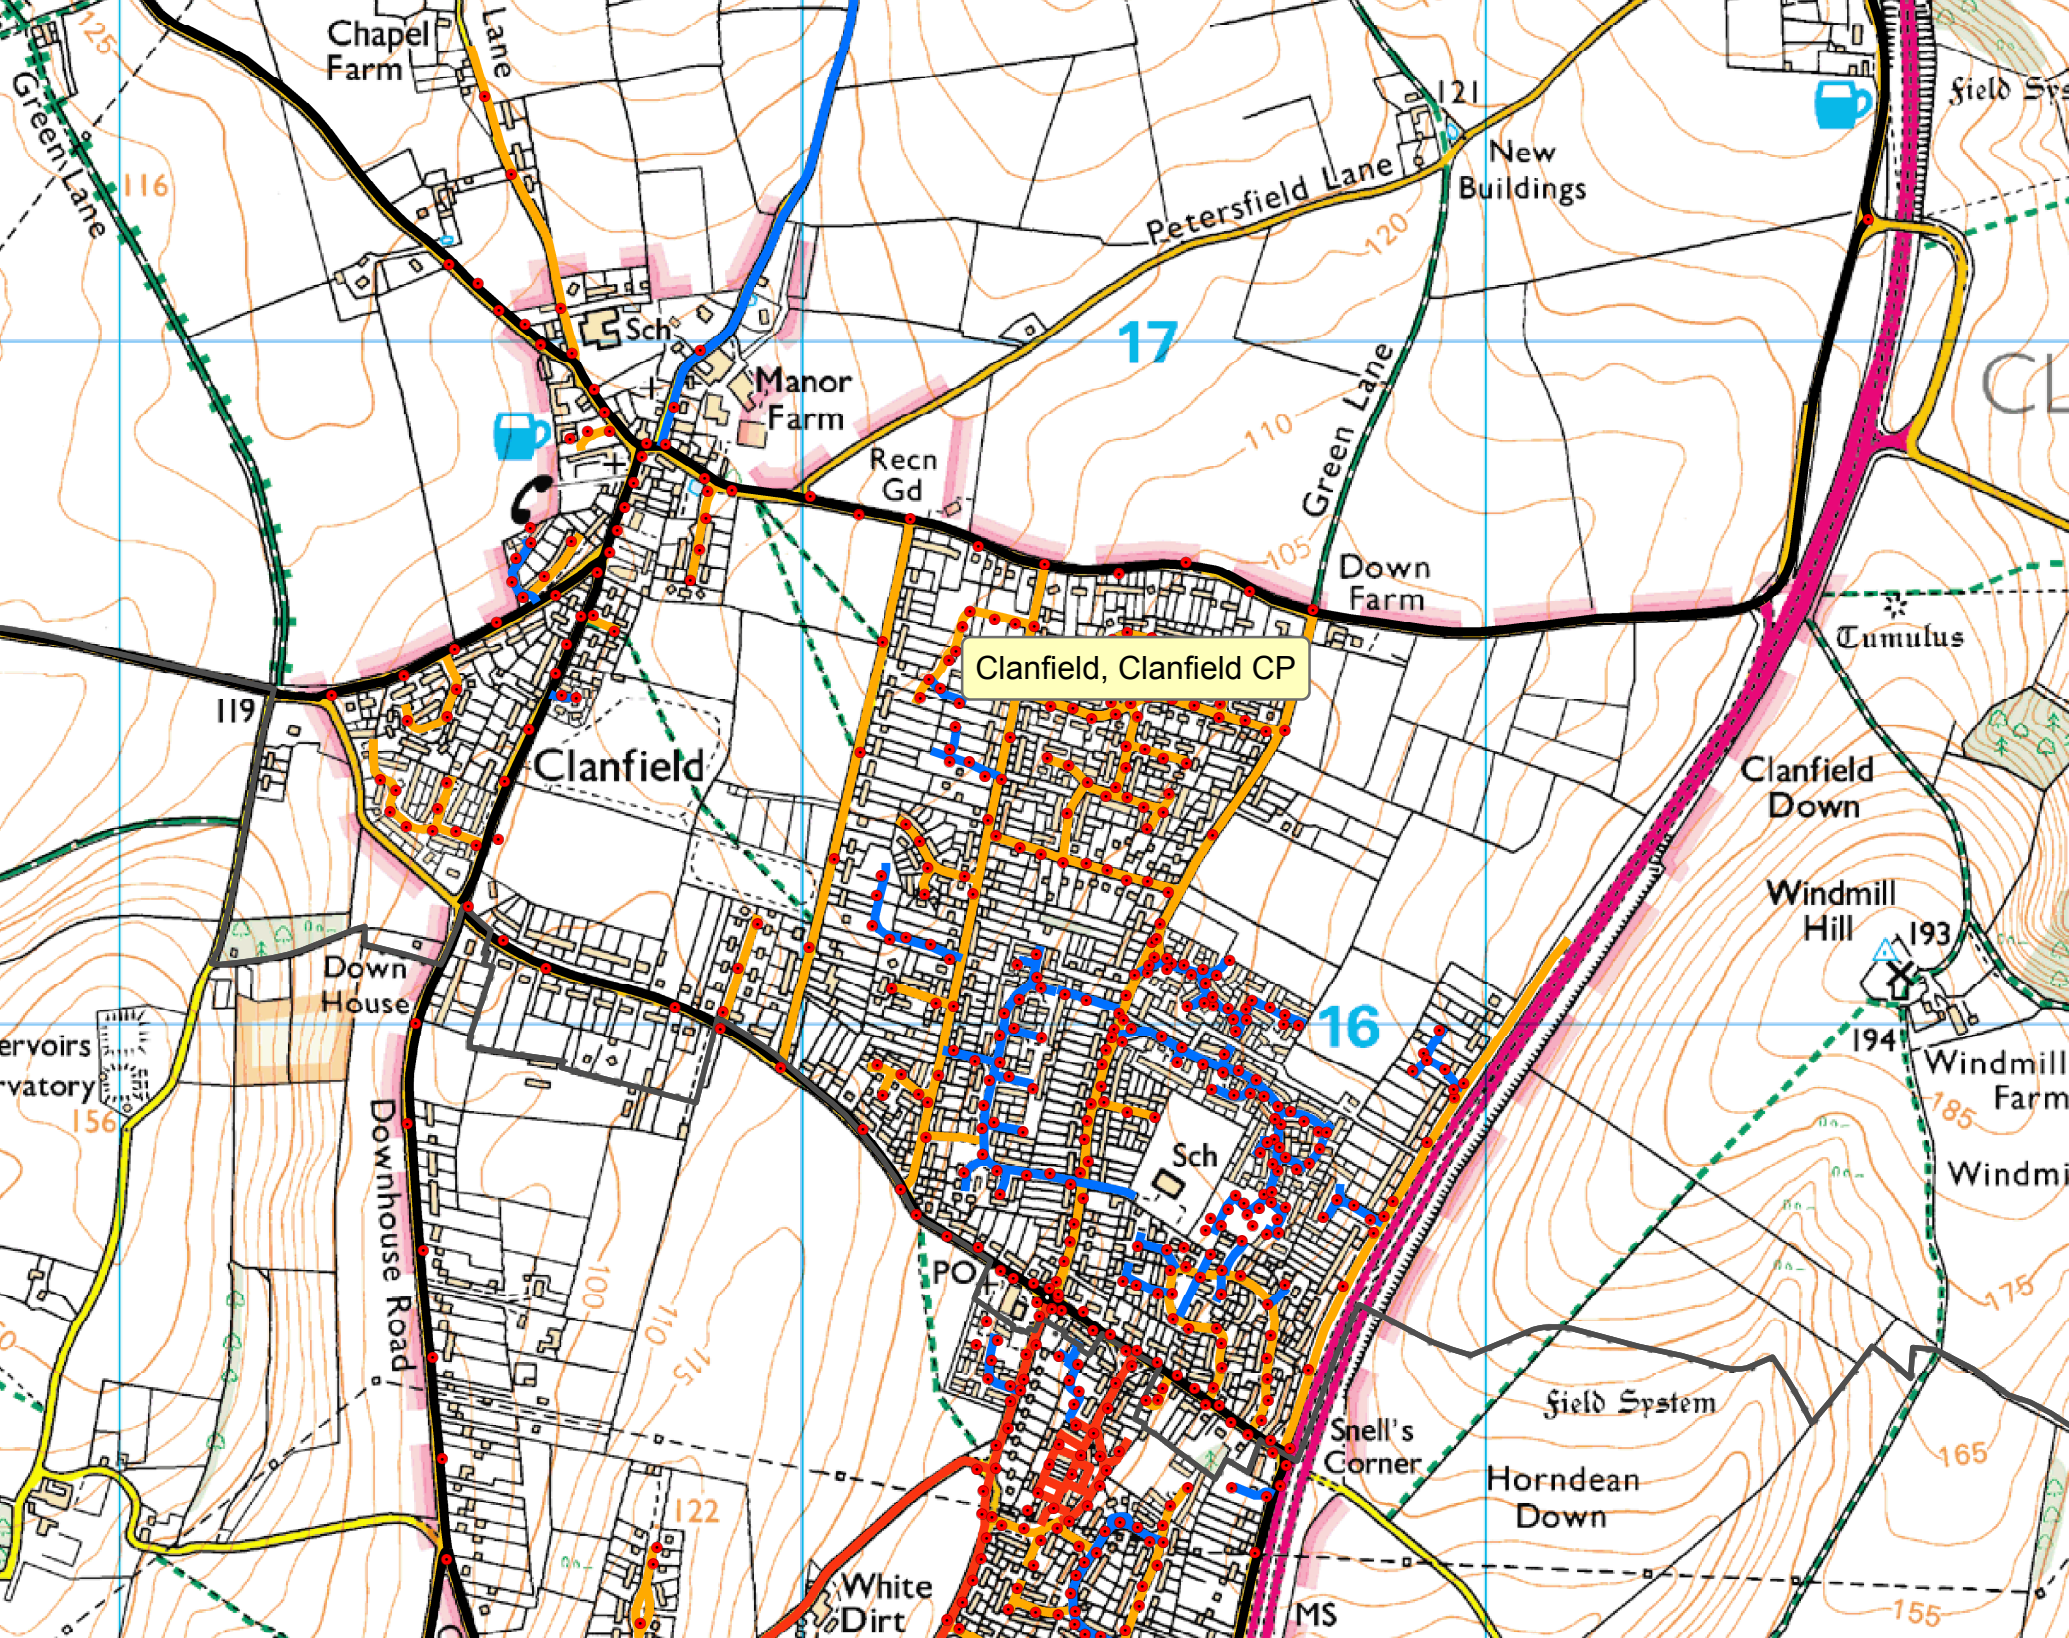 Chapel
Farm
Lane
125
Green Lane
116
121
New
Buildings
Field Sys
Petersfield Lane
120
17
CL
Sch
Manor
Farm
Recn
Gd
110
Green Lane
105
Down
Farm
Tumulus
Clanfield, Clanfield CP
119
Clanfield
Clanfield
Down
Windmill
Hill
193
194
Down
House
16
ervoirs
rvatory
156
Windmill
Farm
185
Windmi
Sch
Downhouse Road
100
110
115
PO
175
Field System
Snell's
Corner
165
Horndean
Down
122
White
Dirt
MS
155